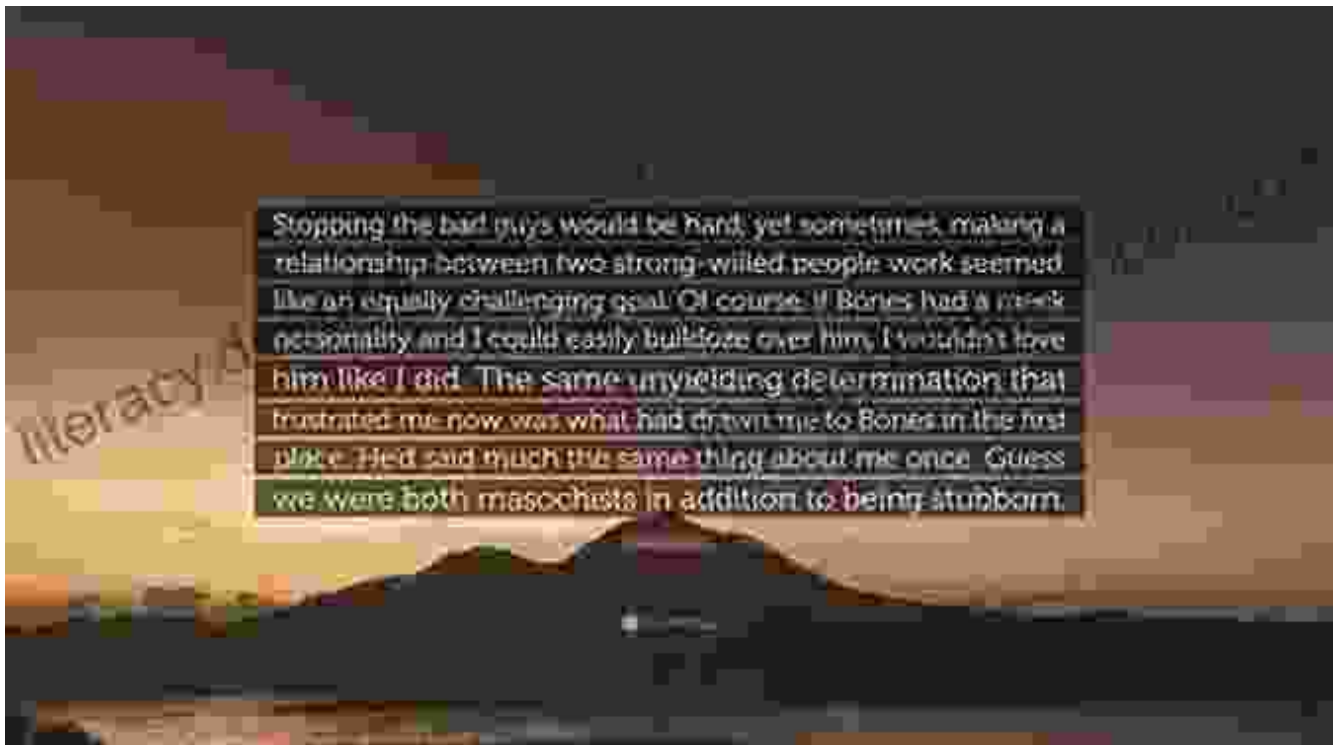 Stopping the bad guys would be hard, yet sometimes, making a
relationship between two strong-willed people work seemed
like an equally challenging goal. Of course, if Bones had a meek
personality and I could easily bulldoze over him, I wouldn't love
him like I did. The same unyielding determination that
frustrated me now was what had drawn me to Bones in the first
place. He'd said much the same thing about me once. Guess
we were both masochists in addition to being stubborn.
literacy